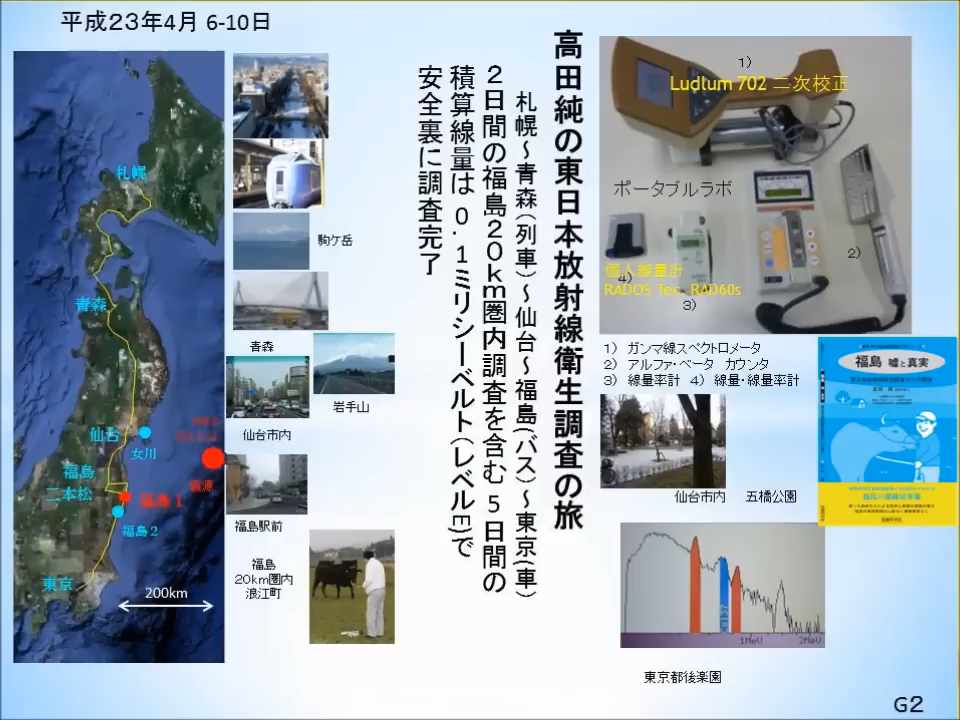 平成23年4月 6-10日
高田純の東日本放射線衛生調査の旅
札幌～青森(列車)～仙台～福島(バス)～東京(車)
2日間の福島20km圏内調査を含む 5日間の
積算線量は 0.1ミリシーベルト(レベルE)で
安全裏に調査完了
札幌
青森
仙台
女川
震源
福島
二本松
福島1
福島2
東京
200km
駒ケ岳
青森
岩手山
仙台市内
福島駅前
福島
20km圏内
浪江町
1)
Ludlum 702 二次校正
ポータブルラボ
2)
個人線量計
4)
RADOS Tec. RAD60s
3)
1) ガンマ線スペクトロメータ
2) アルファ・ベータ カウンタ
3) 線量率計 4) 線量・線量率計
福島 嘘と真実
仙台市内 五橋公園
1MeV 2MeV
東京都後楽園
G2